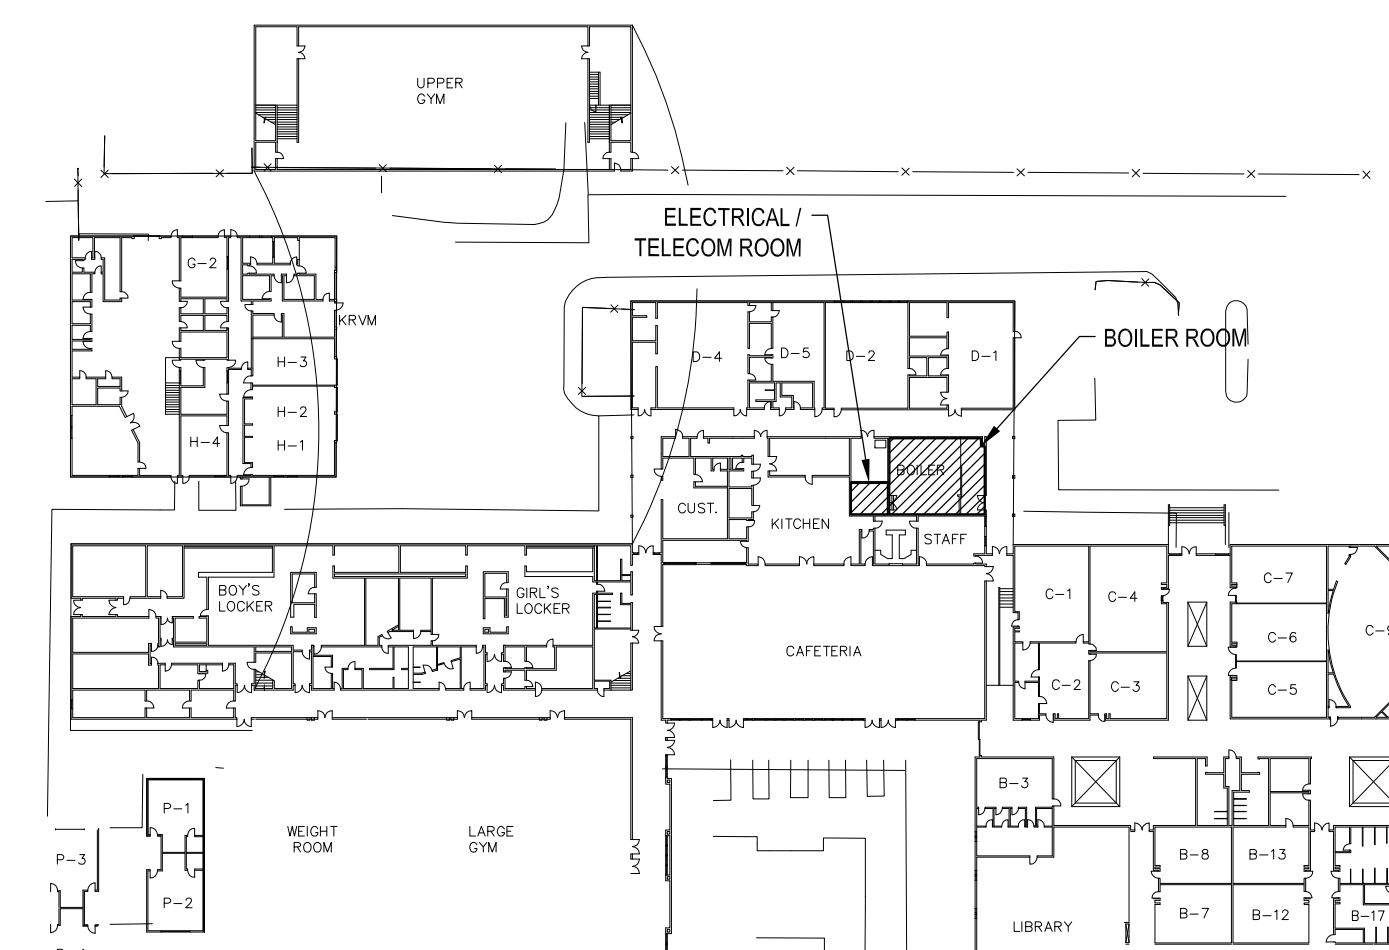 UPPER
GYM
ELECTRICAL /
TELECOM ROOM
G-2
KRVM
BOILER ROOM
H-3
D-4
D-5
D-2
D-1
H-2
H-4
H-1
BOILER
CUST.
KITCHEN
STAFF
BOY'S
LOCKER
GIRL'S
LOCKER
C-1
C-4
C-7
C-6
C-9
CAFETERIA
C-2
C-3
C-5
B-3
P-1
WEIGHT
ROOM
LARGE
GYM
P-3
B-8
B-13
P-2
B-7
B-12
B-17
LIBRARY